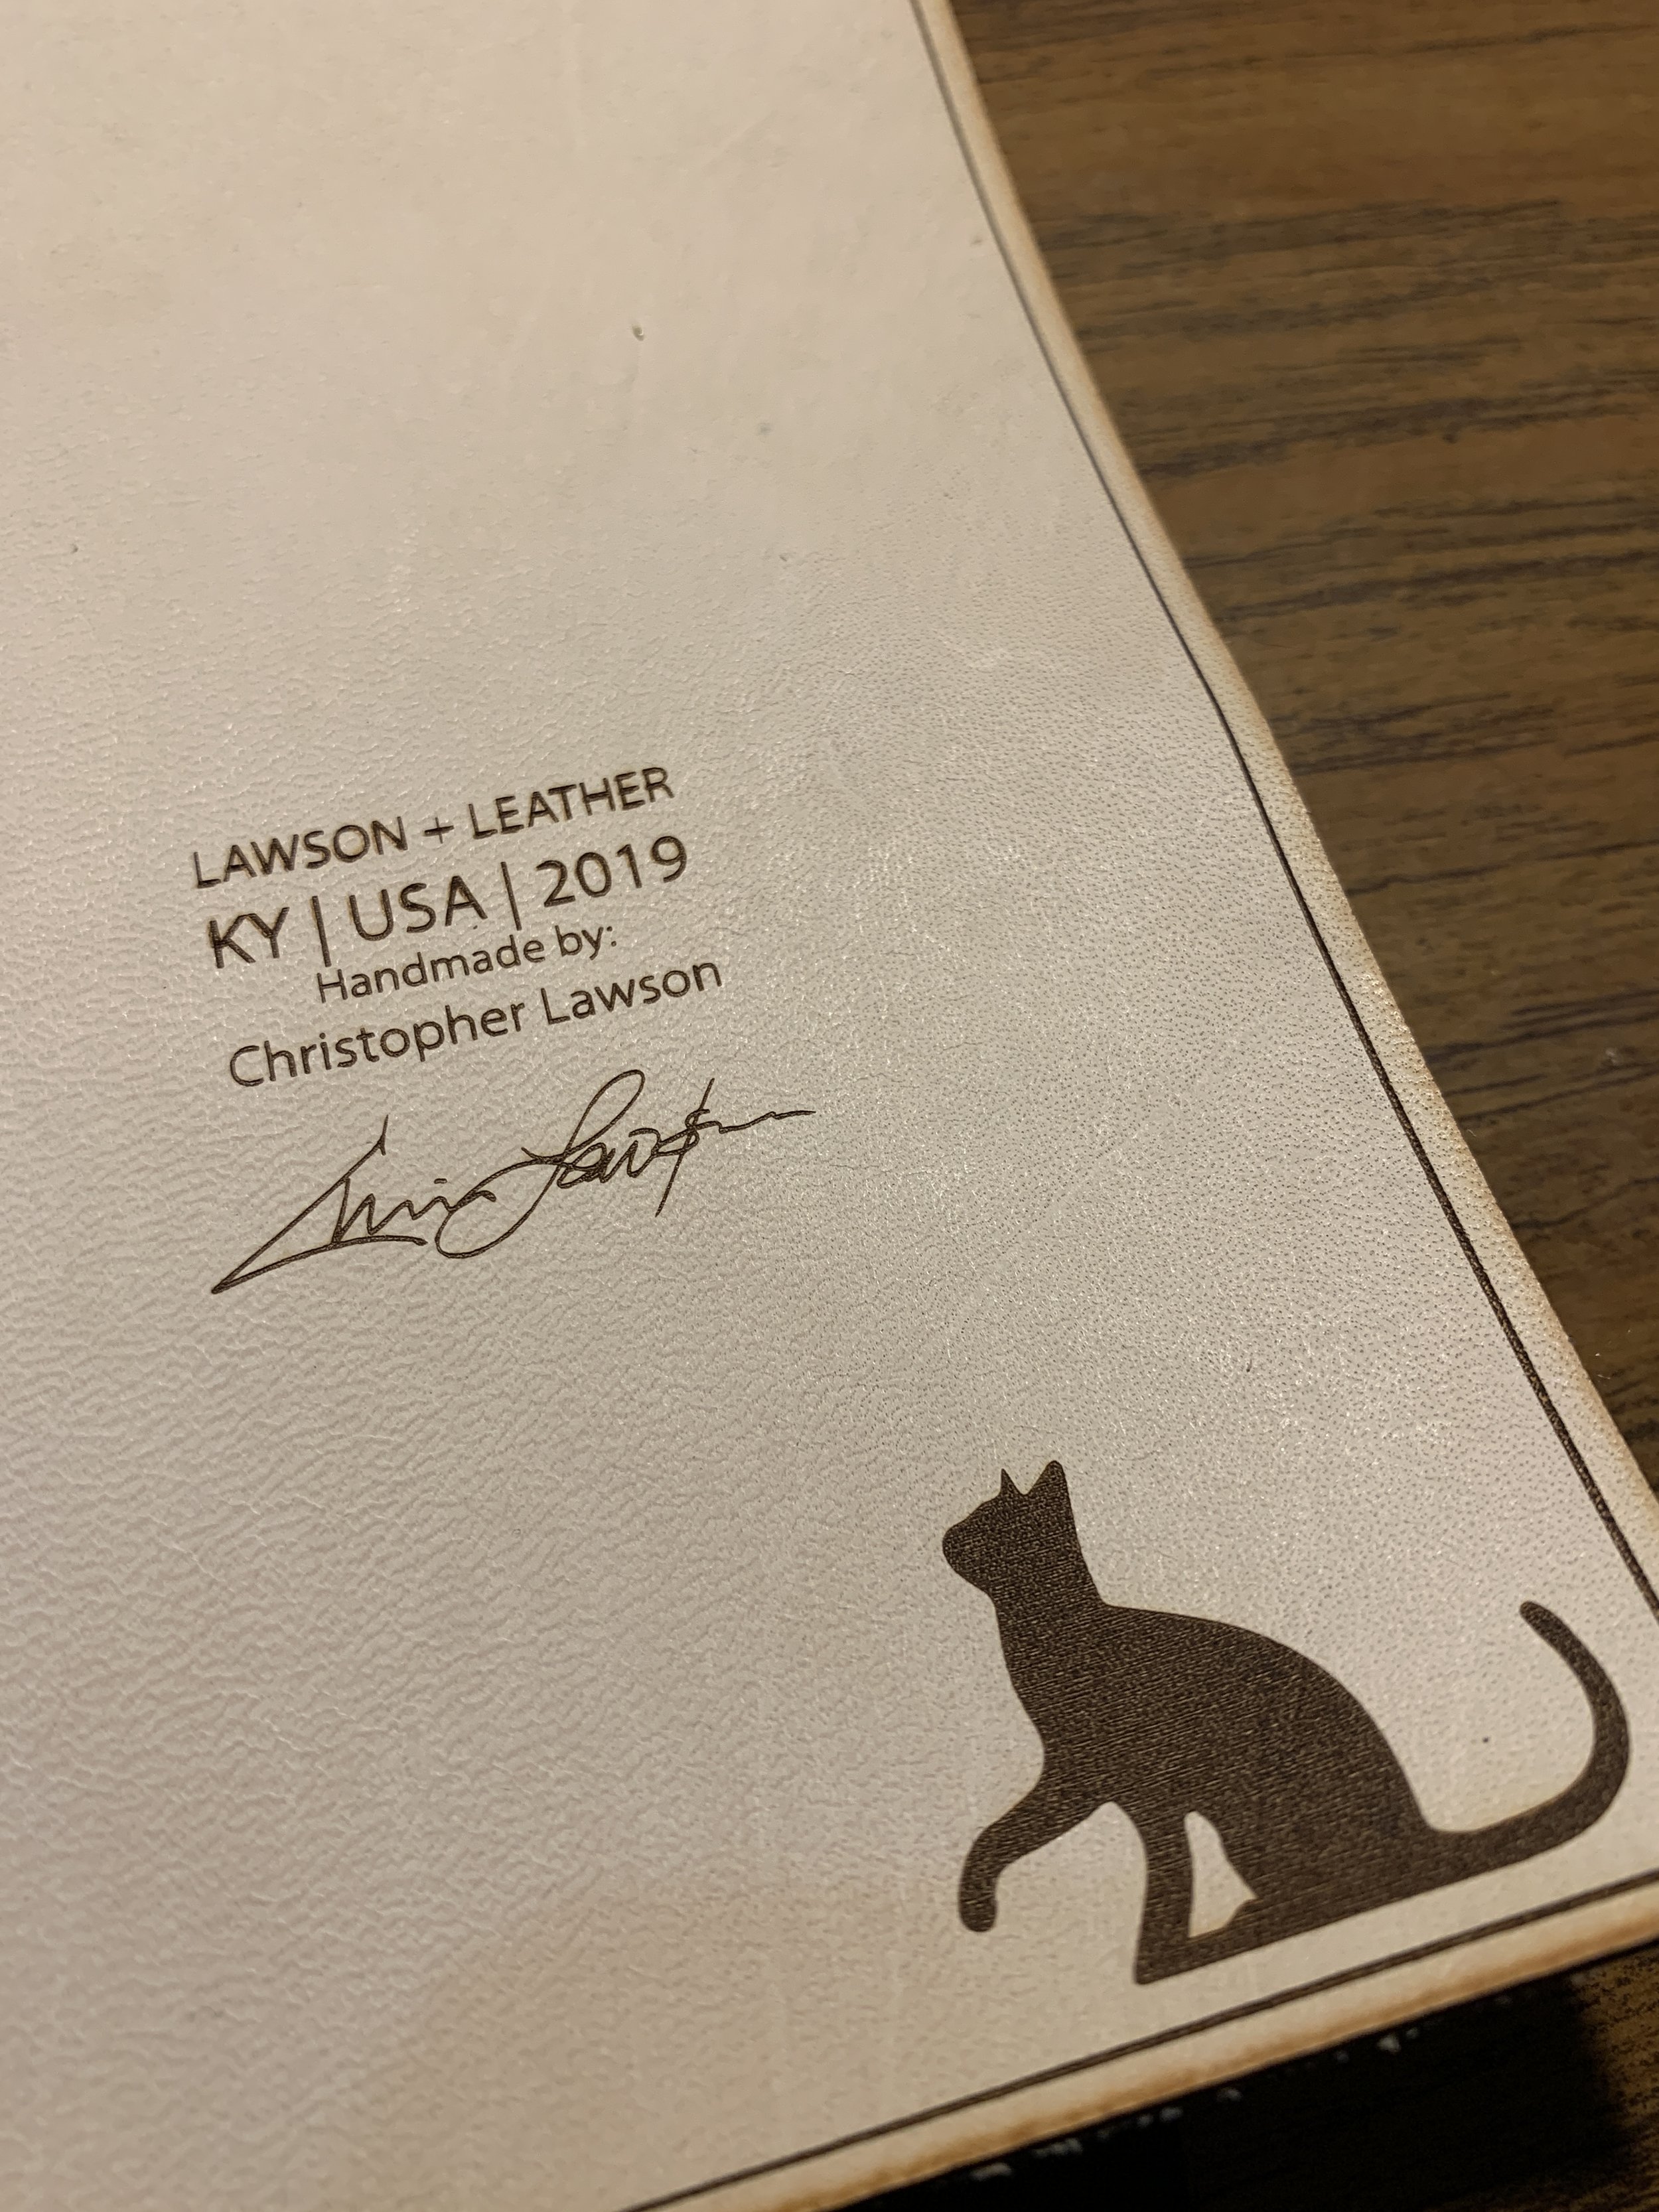 LAWSON + LEATHER
KY | USA | 2019
Handmade by:
Christopher Lawson